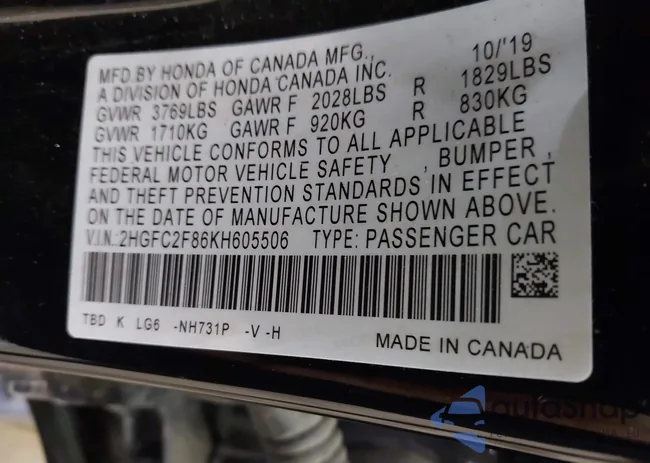 MFD.BY HONDA OF CANADA MFG., 10/'19
A DIVISION OF HONDA CANADA INC.
GVWR 3769LBS GAWR F 2028LBS R 1829LBS
GVWR 1710KG GAWR F 920KG R 830KG
THIS VEHICLE CONFORMS TO ALL APPLICABLE
FEDERAL MOTOR VEHICLE SAFETY , BUMPER ,
AND THEFT PREVENTION STANDARDS IN EFFECT
ON THE DATE OF MANUFACTURE SHOWN ABOVE.
V.I.N.:2HGFC2F86KH605506 TYPE: PASSENGER CAR
TBD K LG6 -NH731P -V -H
MADE IN CANADA
autaSnap